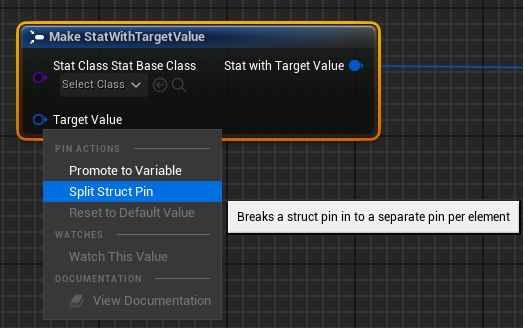 Make StatWithTargetValue
Stat Class Stat Base Class
Stat with Target Value
Select Class
Target Value
PIN ACTIONS
Promote to Variable
Split Struct Pin
Breaks a struct pin in to a separate pin per element
Reset to Default Value
WATCHES
Watch This Value
DOCUMENTATION
View Documentation